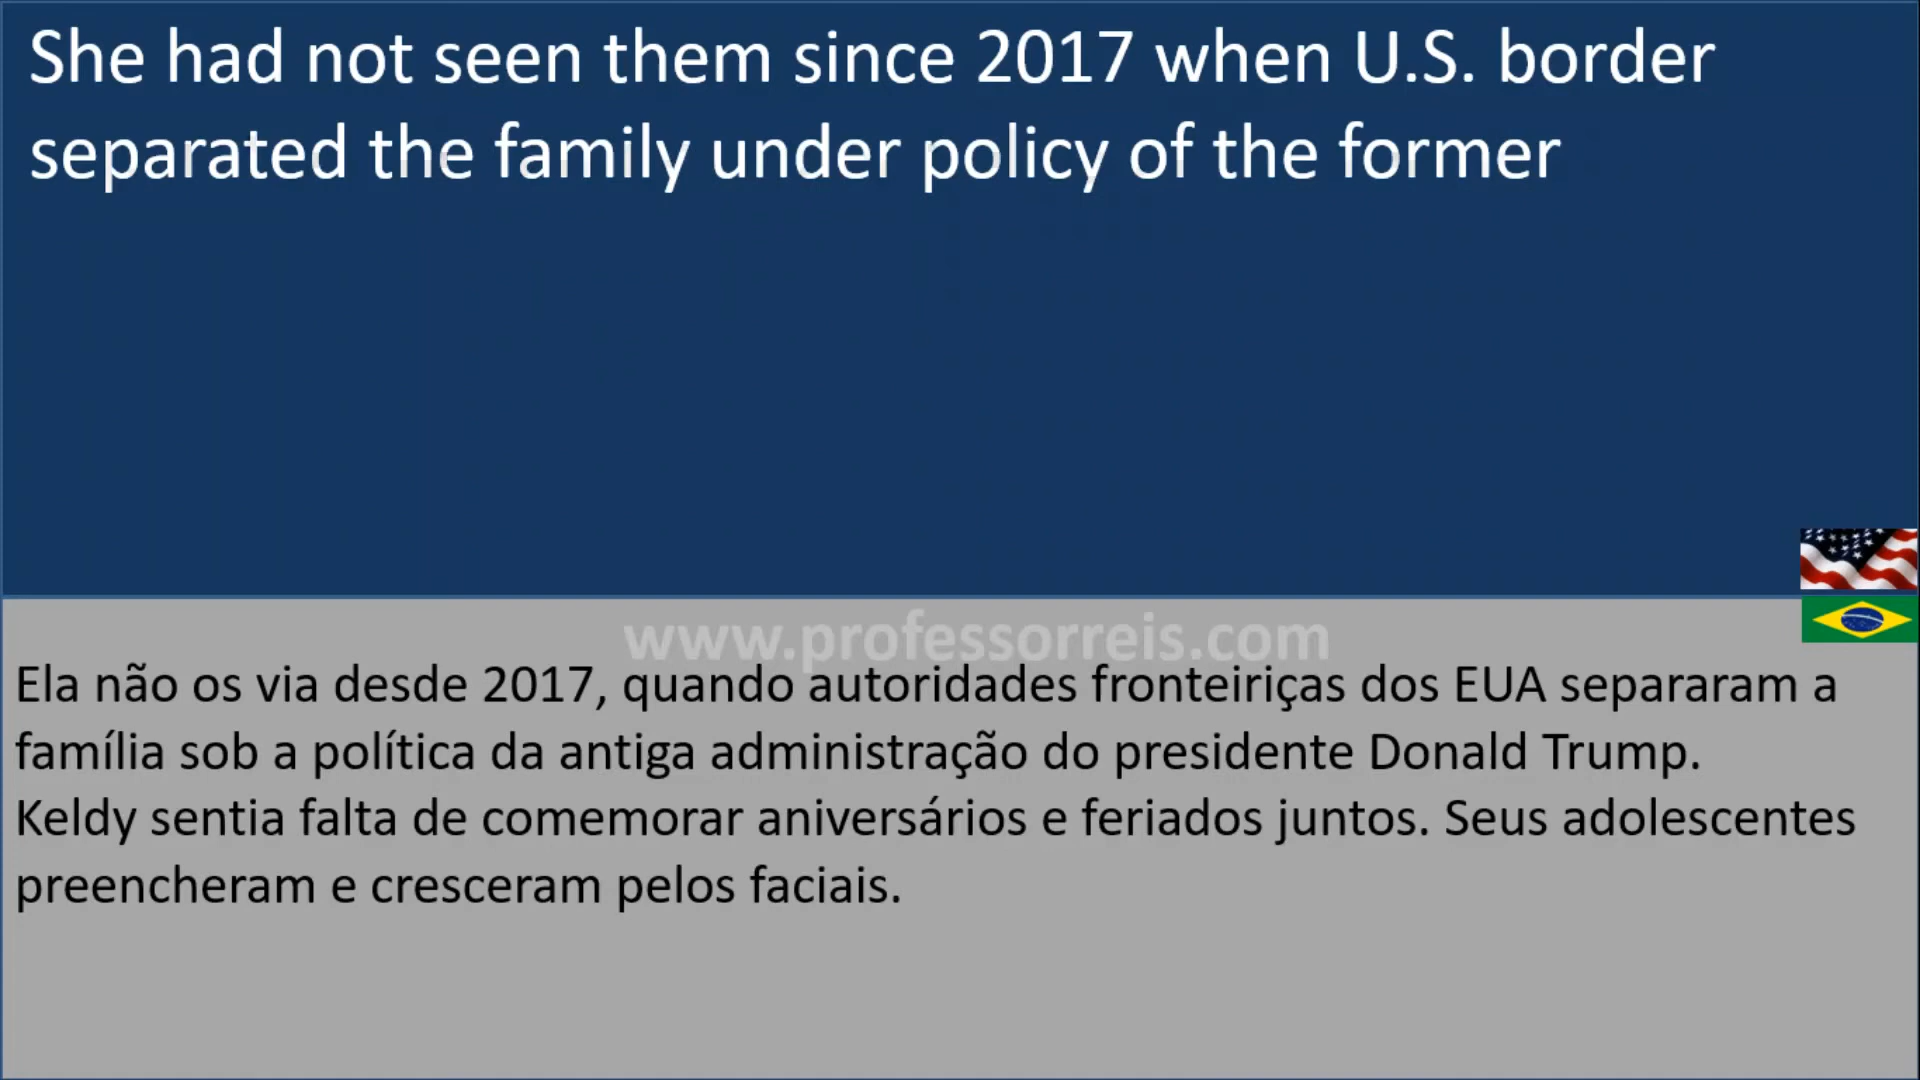 She had not seen them since 2017 when U.S. border
separated the family under policy of the former
www.professorreis.com
Ela não os via desde 2017, quando autoridades fronteiriças dos EUA separaram a
família sob a política da antiga administração do presidente Donald Trump.
Keldy sentia falta de comemorar aniversários e feriados juntos. Seus adolescentes
preencheram e cresceram pelos faciais.